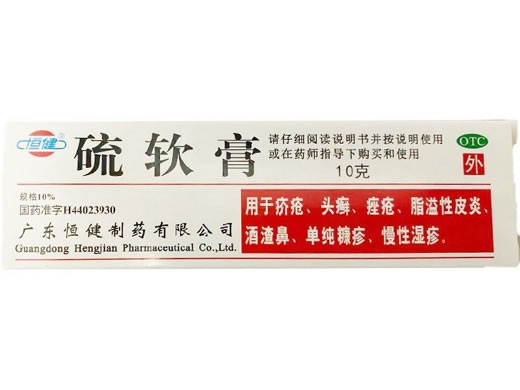 恒健®
硫软膏
请仔细阅读说明书并按说明使用
或在药师指导下购买和使用
10克
OTC
外
规格10%
国药准字H44023930
广东恒健制药有限公司
Guangdong Hengjian Pharmaceutical Co.,Ltd.
用于疥疮、头癣、痤疮、脂溢性皮炎、
酒渣鼻、单纯糠疹、慢性湿疹。